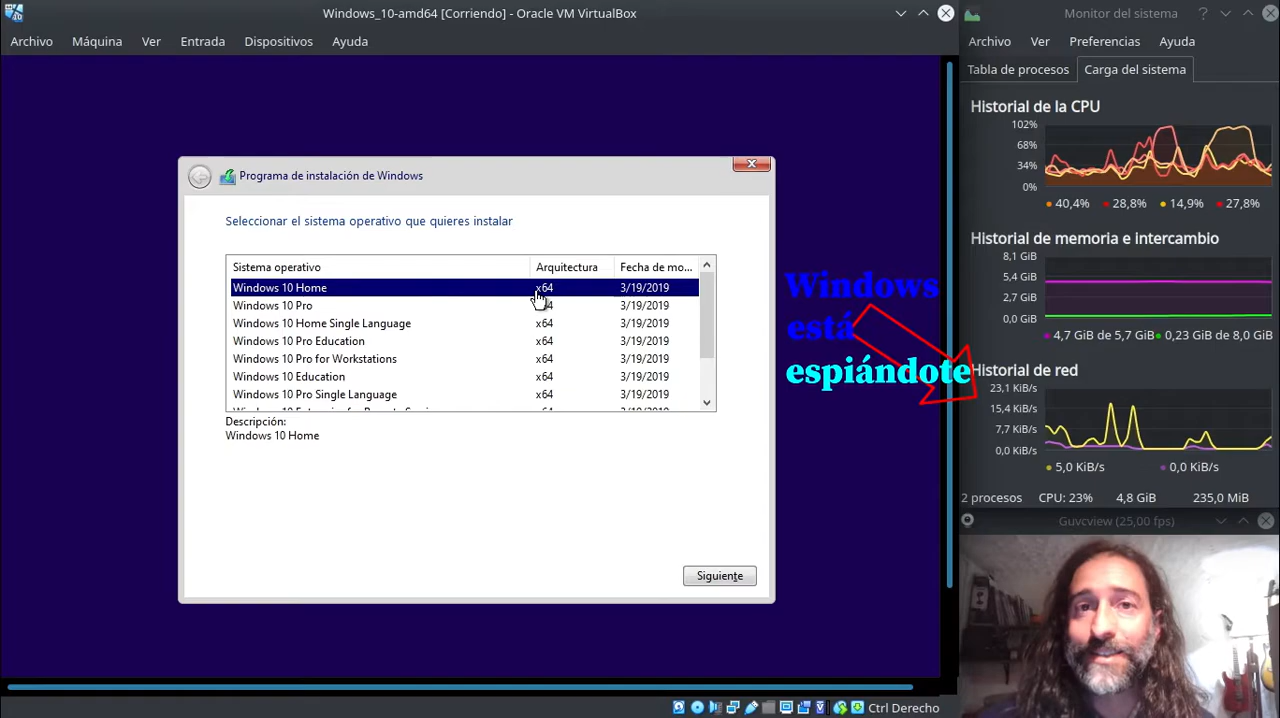 Windows_10-amd64 [Corriendo] - Oracle VM VirtualBox
Archivo Máquina Ver Entrada Dispositivos Ayuda
Programa de instalación de Windows
Seleccionar el sistema operativo que quieres instalar
Sistema operativo Arquitectura Fecha de mo...
Windows 10 Home x64 3/19/2019
Windows 10 Pro x64 3/19/2019
Windows 10 Home Single Language x64 3/19/2019
Windows 10 Pro Education x64 3/19/2019
Windows 10 Pro for Workstations x64 3/19/2019
Windows 10 Education x64 3/19/2019
Windows 10 Pro Single Language x64 3/19/2019
Descripción:
Windows 10 Home
Siguiente
Windows
está
espiándote
Ctrl Derecho
Monitor del sistema
Archivo Ver Preferencias Ayuda
Tabla de procesos Carga del sistema
Historial de la CPU
102%
68%
34%
0%
40,4% 28,8% 14,9% 27,8%
Historial de memoria e intercambio
8,1 GiB
5,4 GiB
2,7 GiB
0,0 GiB
4,7 GiB de 5,7 GiB 0,23 GiB de 8,0 GiB
Historial de red
23,1 KiB/s
15,4 KiB/s
7,7 KiB/s
0,0 KiB/s
5,0 KiB/s 0,0 KiB/s
2 procesos CPU: 23% 4,8 GiB 235,0 MiB
Guvcview (25,00 fps)